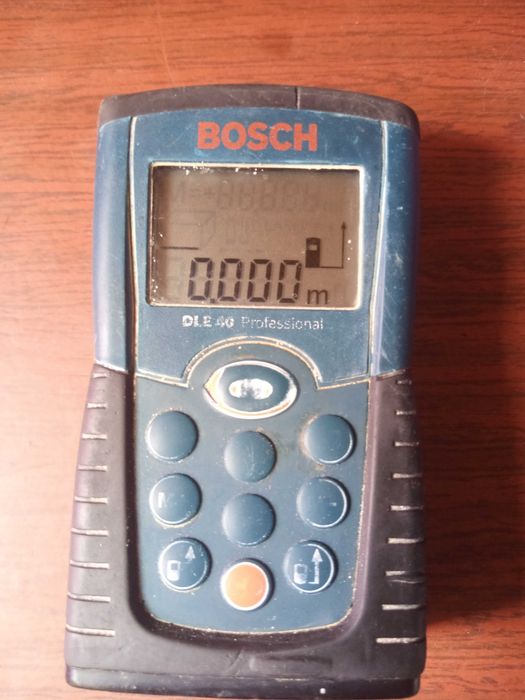 BOSCH
0.000 m
DLE 40 Professional
M